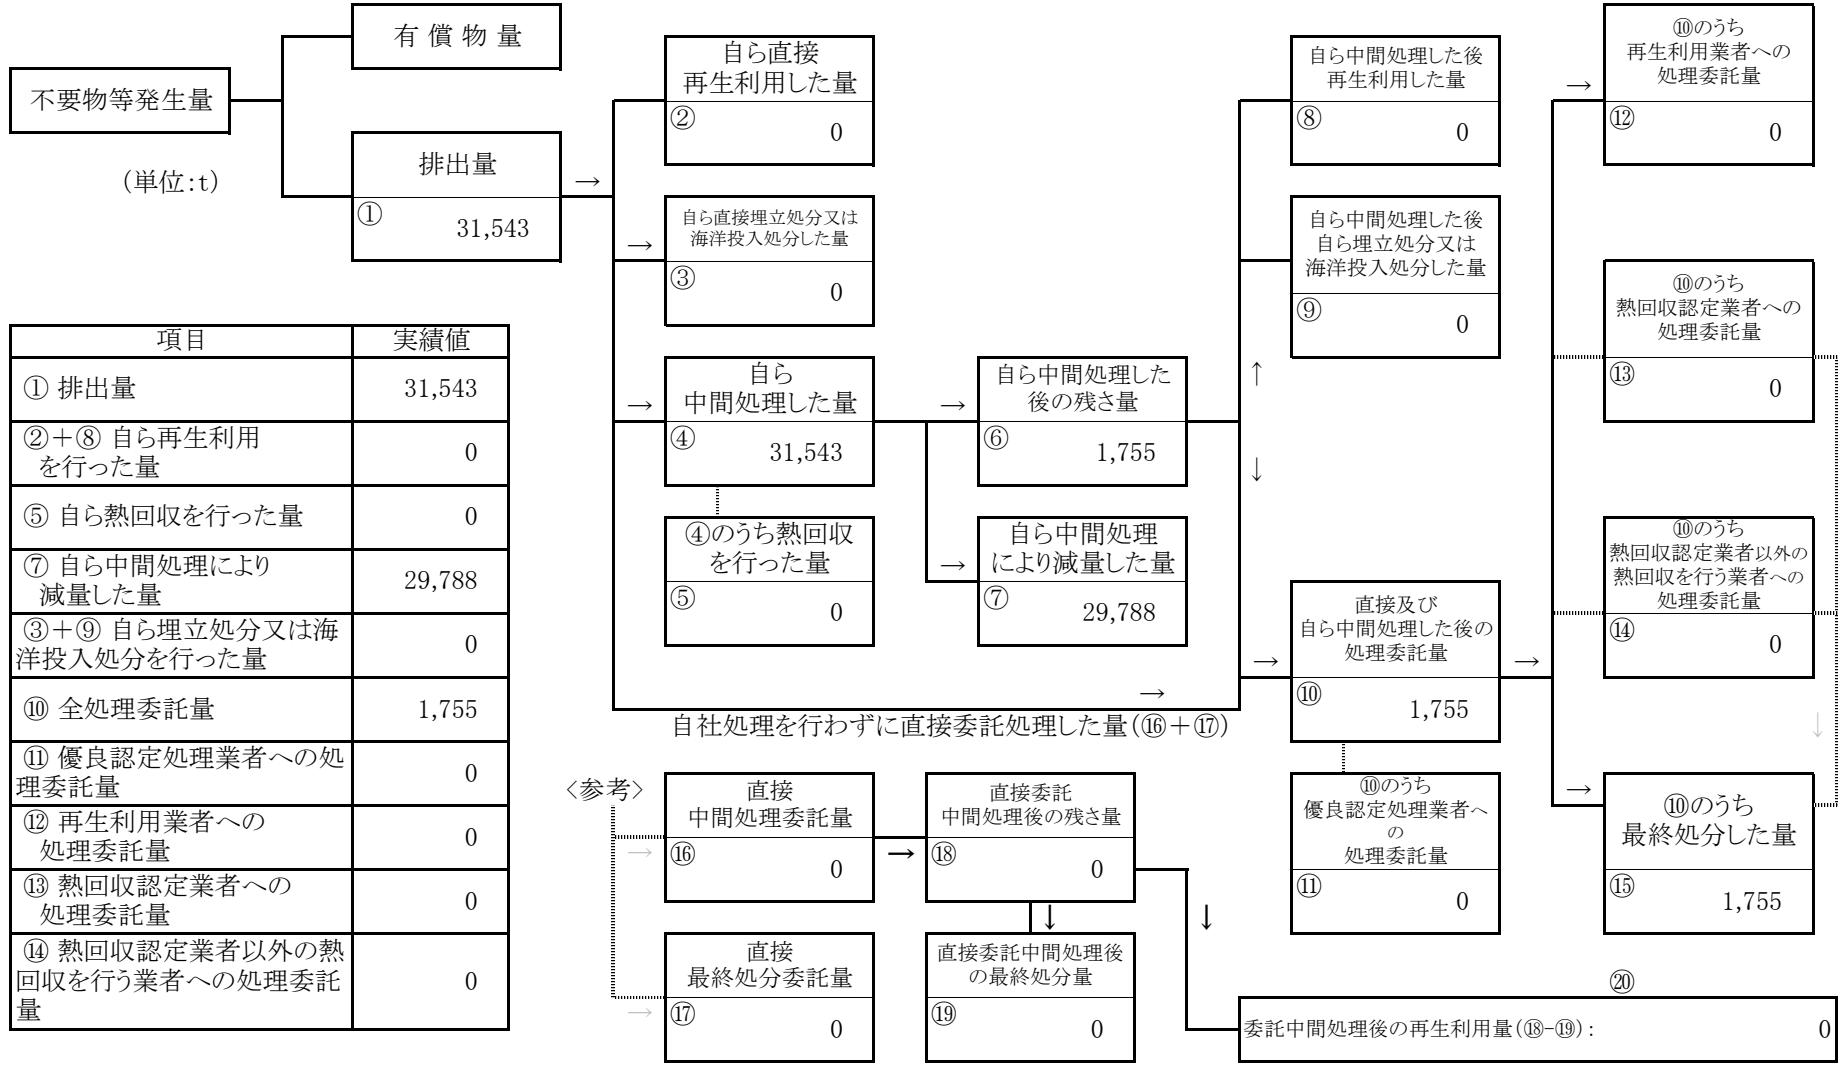 不要物等発生量
(単位:t)
有 償 物 量
排出量
①
31,543
→
自ら直接
再生利用した量
②
0
→
自ら直接埋立処分又は
海洋投入処分した量
③
0
→
自ら
中間処理した量
④
31,543
④のうち熱回収
を行った量
⑤
0
→
自ら中間処理した
後の残さ量
⑥
1,755
→
自ら中間処理
により減量した量
⑦
29,788
自ら中間処理した後
再生利用した量
⑧
0
自ら中間処理した後
自ら埋立処分又は
海洋投入処分した量
⑨
0
↑
↓
→
自社処理を行わずに直接委託処理した量(⑯+⑰)
→
直接及び
自ら中間処理した後の
処理委託量
⑩
1,755
⑩のうち
優良認定処理業者へ
の
処理委託量
⑪
0
→
→
⑩のうち
再生利用業者への
処理委託量
⑫
0
⑩のうち
熱回収認定業者への
処理委託量
⑬
0
⑩のうち
熱回収認定業者以外の
熱回収を行う業者への
処理委託量
⑭
0
↓
→
⑩のうち
最終処分した量
⑮
1,755
項目 実績値
① 排出量 31,543
②+⑧ 自ら再生利用
を行った量 0
⑤ 自ら熱回収を行った量 0
⑦ 自ら中間処理により
減量した量 29,788
③+⑨ 自ら埋立処分又は海
洋投入処分を行った量 0
⑩ 全処理委託量 1,755
⑪ 優良認定処理業者への処
理委託量 0
⑫ 再生利用業者への
処理委託量 0
⑬ 熱回収認定業者への
処理委託量 0
⑭ 熱回収認定業者以外の熱
回収を行う業者への処理委託
量 0
<参考>
→
直接
中間処理委託量
⑯
0
→
直接委託
中間処理後の残さ量
⑱
0
→
直接
最終処分委託量
⑰
0
↓
直接委託中間処理後
の最終処分量
⑲
0
↓
⑳
委託中間処理後の再生利用量(⑱-⑲): 0